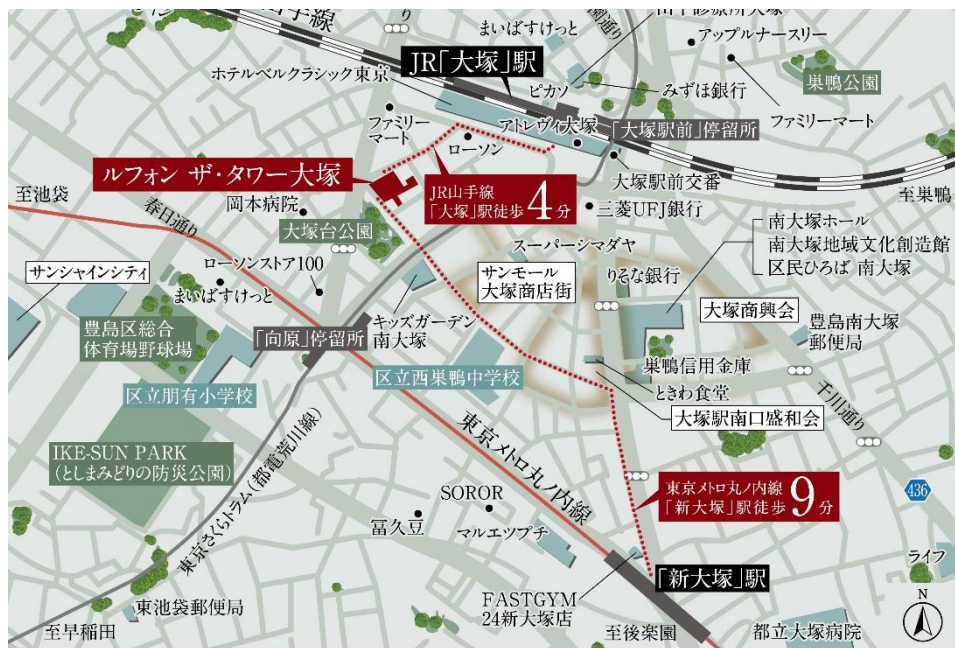 山手線
まいばすけっと
アップルナースリー
JR「大塚」駅
ホテルベルクラシック東京
ピカソ
みずほ銀行
巣鴨公園
ファミリー
マート
ローソン
アトレヴィ大塚
「大塚駅前」停留所
ファミリーマート
ルフォン ザ・タワー大塚
JR山手線
「大塚」駅徒歩4分
大塚駅前交番
至巣鴨
至池袋
春日通り
岡本病院
大塚台公園
三菱UFJ銀行
南大塚ホール
南大塚地域文化創造館
区民ひろば 南大塚
スーパーシマダヤ
サンシャインシティ
ローソンストア100
まいばすけっと
サンモール
大塚商店街
りそな銀行
大塚商興会
豊島区総合
体育場野球場
「向原」停留所
キッズガーデン
南大塚
豊島南大塚
郵便局
区立朋有小学校
区立西巣鴨中学校
巣鴨信用金庫
ときわ食堂
大塚駅南口盛和会
千川通り
IKE-SUN PARK
(としまみどりの防災公園)
東京さくらトラム(都電荒川線)
東京メトロ丸ノ内線
SOROR
冨久豆
マルエツプチ
東京メトロ丸ノ内線
「新大塚」駅徒歩9分
436
ライフ
「新大塚」駅
FASTGYM
24新大塚店
東池袋郵便局
至早稲田
至後楽園
都立大塚病院
N